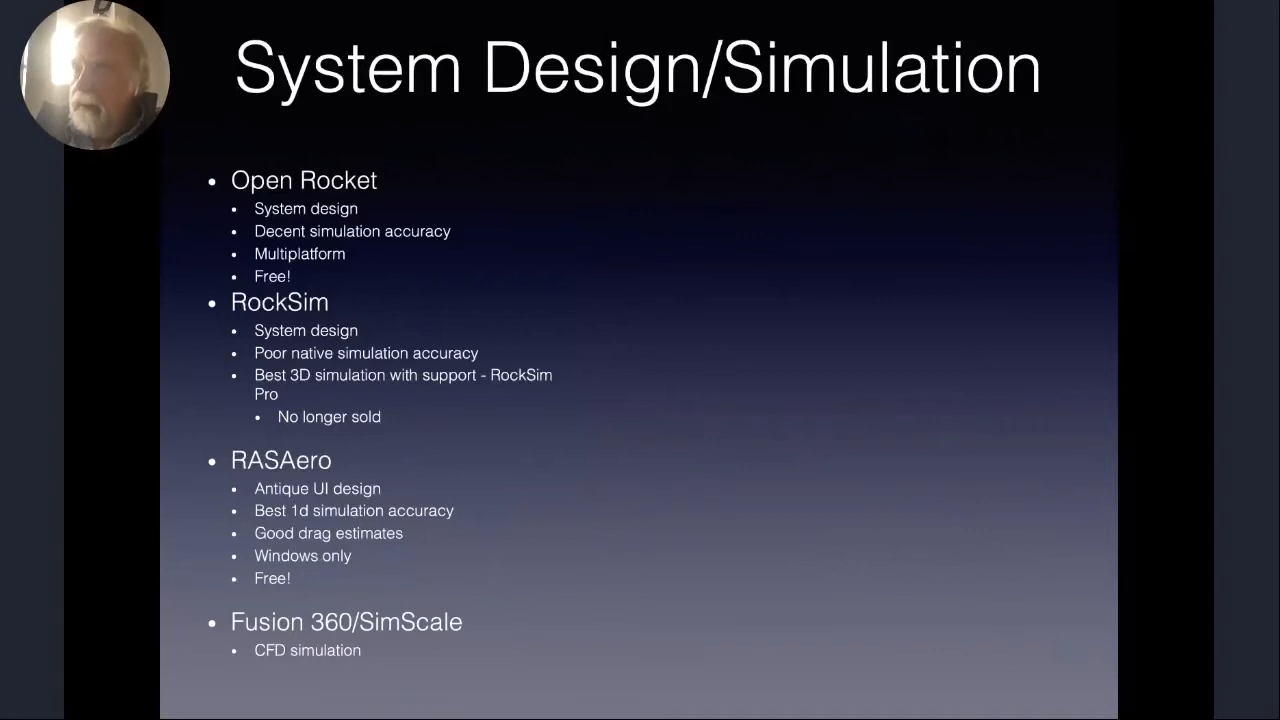 System Design/Simulation
• Open Rocket
• System design
• Decent simulation accuracy
• Multiplatform
• Free!
• RockSim
• System design
• Poor native simulation accuracy
• Best 3D simulation with support - RockSim
Pro
• No longer sold
• RASAero
• Antique UI design
• Best 1d simulation accuracy
• Good drag estimates
• Windows only
• Free!
• Fusion 360/SimScale
• CFD simulation